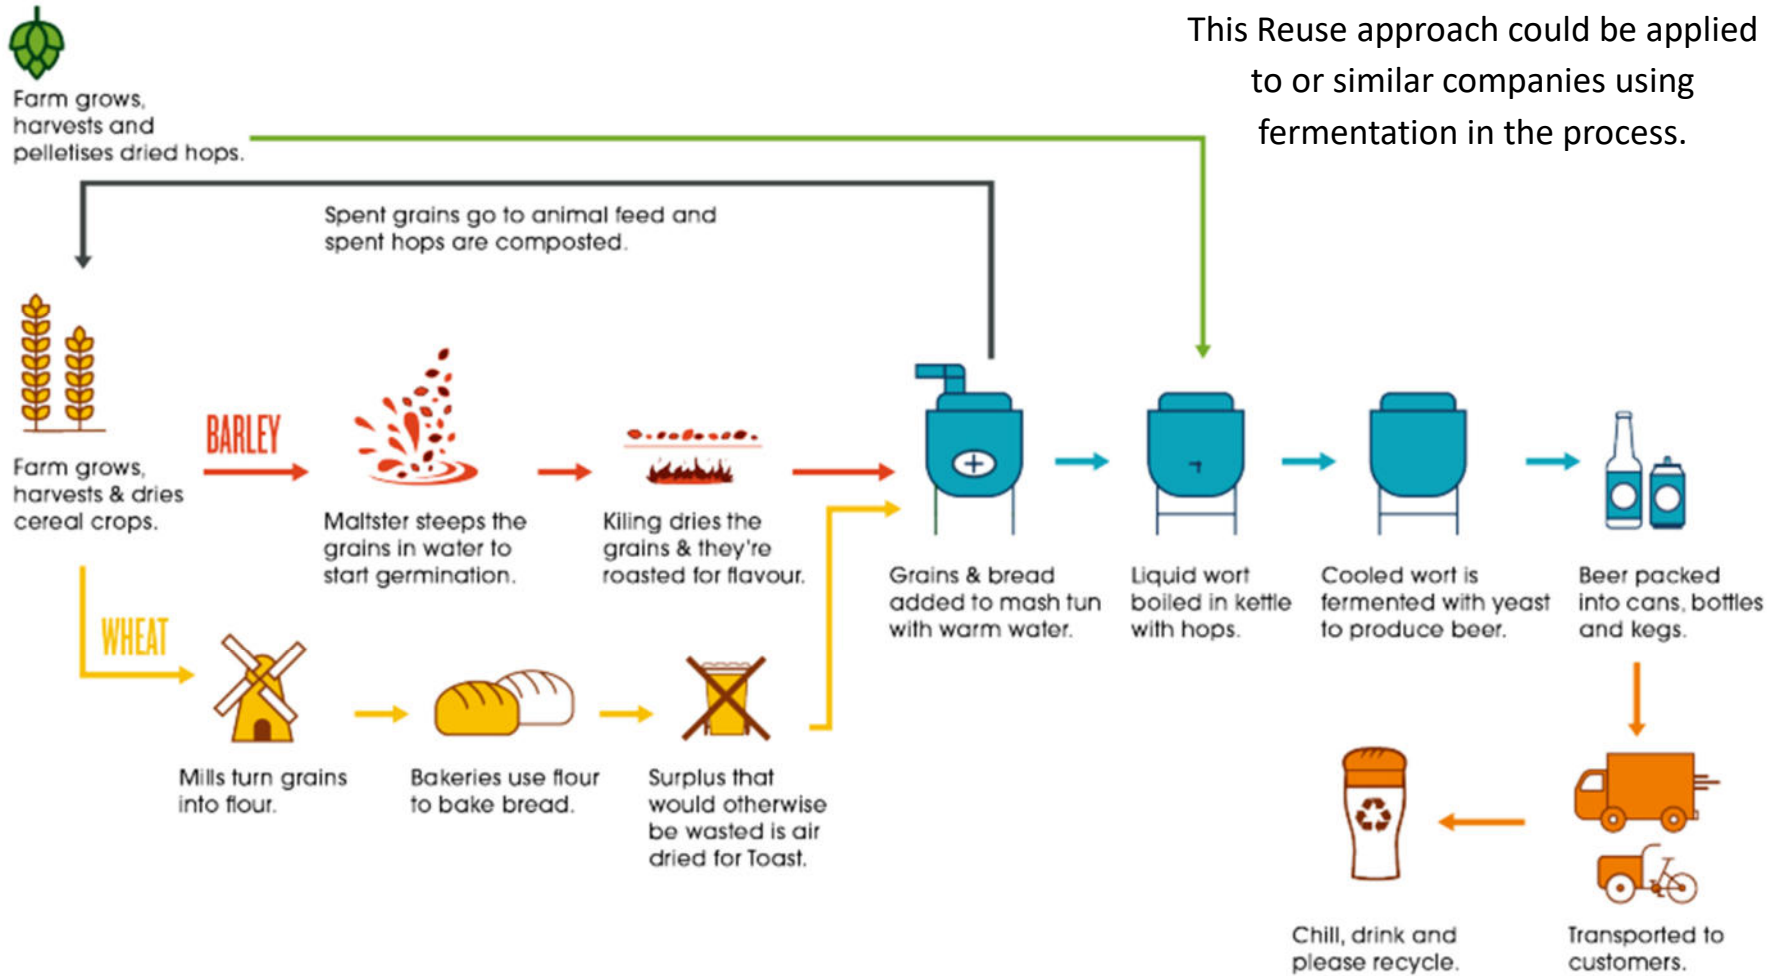 This Reuse approach could be applied
to or similar companies using
fermentation in the process.
Farm grows,
harvests and
pelletises dried hops.
Spent grains go to animal feed and
spent hops are composted.
Farm grows,
harvests & dries
cereal crops.
BARLEY
Maltster steeps the
grains in water to
start germination.
Kiling dries the
grains & they're
roasted for flavour.
Grains & bread
added to mash tun
with warm water.
Liquid wort
boiled in kettle
with hops.
Cooled wort is
fermented with yeast
to produce beer.
Beer packed
into cans, bottles
and kegs.
WHEAT
Mills turn grains
into flour.
Bakeries use flour
to bake bread.
Surplus that
would otherwise
be wasted is air
dried for Toast.
Chill, drink and
please recycle.
Transported to
customers.